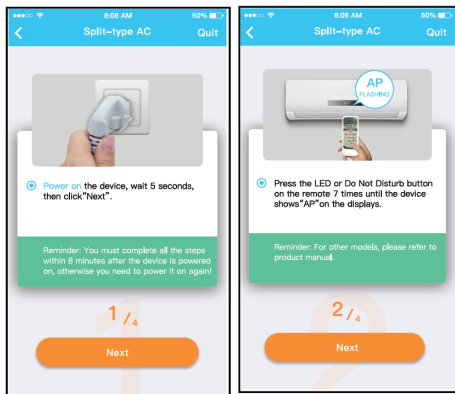 8:08 AM 50%
Split-type AC Quit
Power on the device, wait 5 seconds,
then click"Next".
Reminder: You must complete all the steps
within 8 minutes after the device is powered
on, otherwise you need to power it on again!
1/4
Next
8:08 AM 50%
Split-type AC Quit
AP
FLASHING
Press the LED or Do Not Disturb button
on the remote 7 times until the device
shows"AP"on the displays.
Reminder: For other models, please refer to
product manual.
2/4
Next